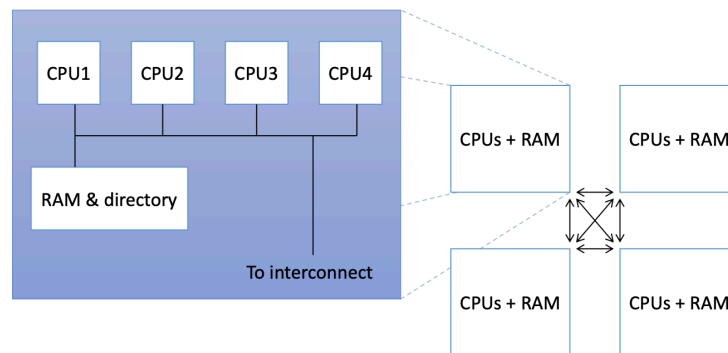 CPU1
CPU2
CPU3
CPU4
RAM & directory
To interconnect
CPUs + RAM
CPUs + RAM
CPUs + RAM
CPUs + RAM